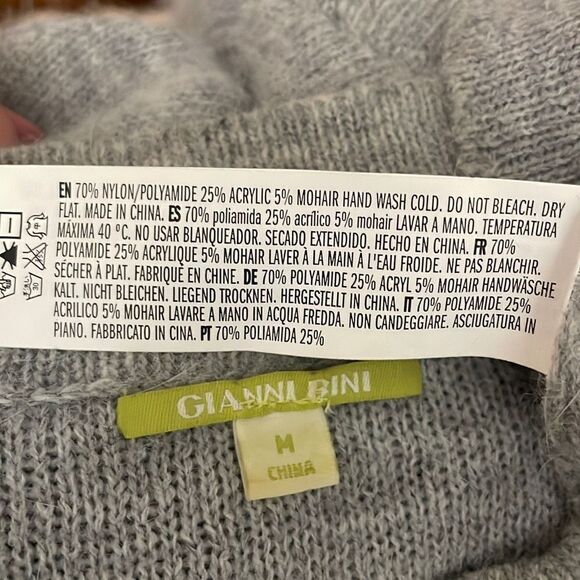 EN 70% NYLON/POLYAMIDE 25% ACRYLIC 5% MOHAIR HAND WASH COLD. DO NOT BLEACH. DRY
FLAT. MADE IN CHINA. ES 70% poliamida 25% acrílico 5% mohair LAVAR A MANO. TEMPERATURA
MÁXIMA 40 ºC. NO USAR BLANQUEADOR. SECADO EXTENDIDO. HECHO EN CHINA. FR 70%
POLYAMIDE 25% ACRYLIQUE 5% MOHAIR LAVER À LA MAIN À L'EAU FROIDE. NE PAS BLANCHIR.
SÉCHER À PLAT. FABRIQUÉ EN CHINE. DE 70% POLYAMIDE 25% ACRYL 5% MOHAIR HANDWÄSCHE
KALT. NICHT BLEICHEN. LIEGEND TROCKNEN. HERGESTELLT IN CHINA. IT 70% POLYAMIDE 25%
ACRILICO 5% MOHAIR LAVARE A MANO IN ACQUA FREDDA. NON CANDEGGIARE. ASCIUGATURA IN
PIANO. FABBRICATO IN CINA. PT 70% POLIAMIDA 25%
GIANNI BINI
M
CHINA